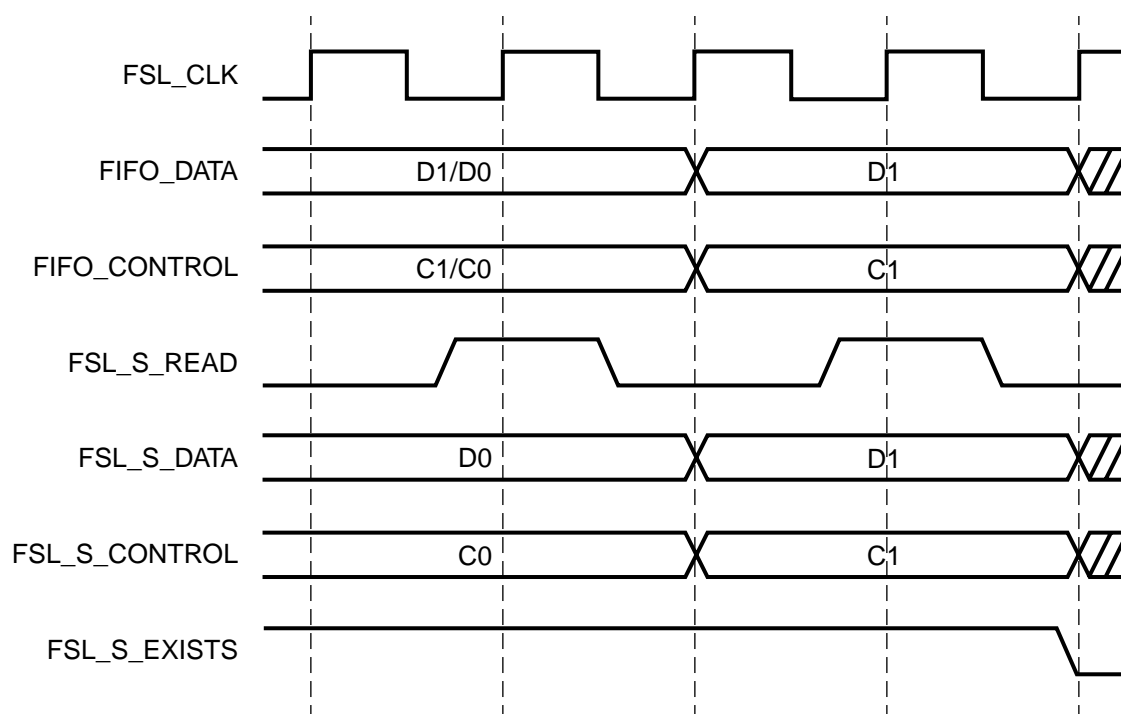 FSL_CLK
FIFO_DATA D1/D0 D1
FIFO_CONTROL C1/C0 C1
FSL_S_READ
FSL_S_DATA D0 D1
FSL_S_CONTROL C0 C1
FSL_S_EXISTS